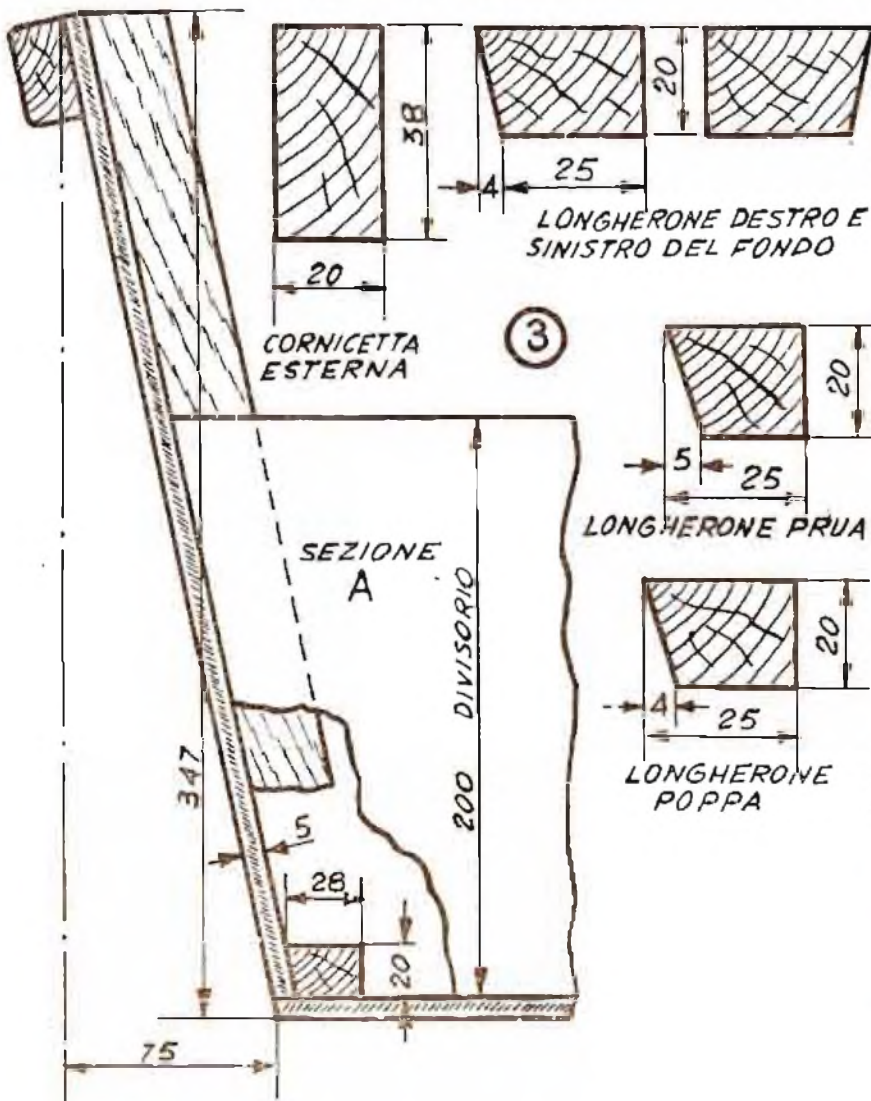 38
20
CORNICETTA
ESTERNA
20
4
25
LONGHERONE DESTRO E
SINISTRO DEL FONDO
3
20
5
25
LONGHERONE PRUA
20
4
25
LONGHERONE
POPPA
SEZIONE
A
200 DIVISORIO
347
5
28
20
75